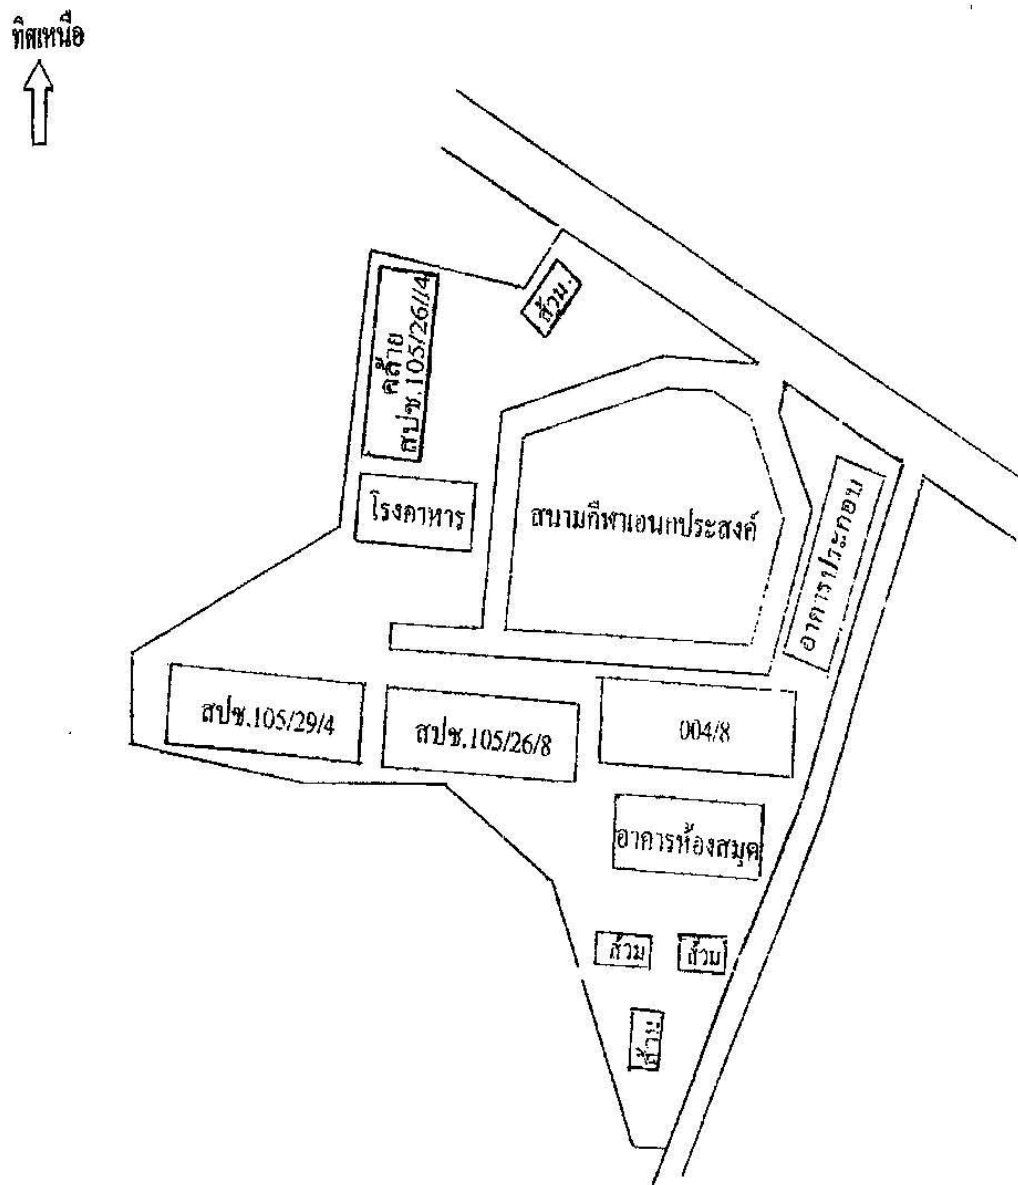 ทิศเหนือ
ส้วม
คล้าย
สปช.105/26//4
โรงอาหาร
สนามกีฬาเอนกประสงค์
อาคารประกอบ
สปช.105/29/4
สปช.105/26/8
004/8
อาคารห้องสมุด
ส้วม
ส้วม
ส้วม